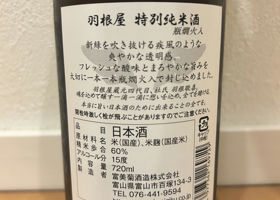 羽根屋 特別純米酒
瓶燗火入
新緑を吹き抜ける疾風のような
爽やかな透明感。
フレッシュな酸味とまろやかな旨みを
大切に一本一本瓶燗火入で封じ込めました。
日本酒
原材料名 米(国産米)、米麹(国産米)
精米歩合 60%
アルコール分 15度
内容量 720ml
製造者 富美菊酒造株式会社
富山県富山市百塚134-3
TEL 076-441-9594